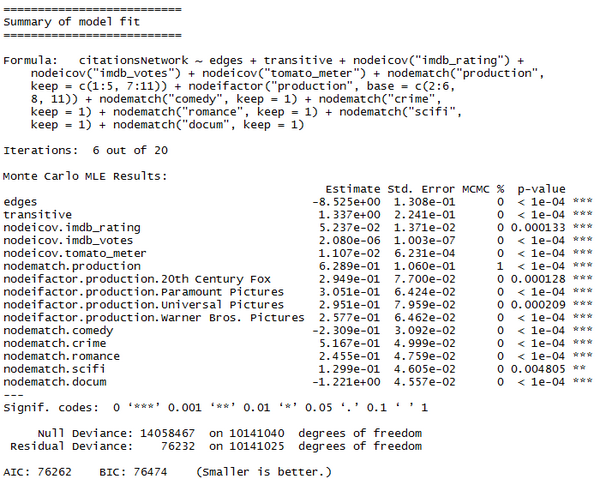 ==========================
Summary of model fit
==========================
Formula:   citationsNetwork ~ edges + transitive + nodeicov("imdb_rating") +
    nodeicov("imdb_votes") + nodeicov("tomato_meter") + nodematch("production",
    keep = c(1:5, 7:11)) + nodeifactor("production", base = c(2:6,
    8, 11)) + nodematch("comedy", keep = 1) + nodematch("crime",
    keep = 1) + nodematch("romance", keep = 1) + nodematch("scifi",
    keep = 1) + nodematch("docum", keep = 1)
Iterations:  6 out of 20
Monte Carlo MLE Results:
                                            Estimate Std. Error MCMC %  p-value
edges                                     -8.525e+00  1.308e-01      0  < 1e-04 ***
transitive                                 1.337e+00  2.241e-01      0  < 1e-04 ***
nodeicov.imdb_rating                       5.237e-02  1.371e-02      0 0.000133 ***
nodeicov.imdb_votes                        2.080e-06  1.003e-07      0  < 1e-04 ***
nodeicov.tomato_meter                      1.107e-02  6.231e-04      0  < 1e-04 ***
nodematch.production                       6.289e-01  1.060e-01      1  < 1e-04 ***
nodeifactor.production.20th Century Fox    2.949e-01  7.700e-02      0 0.000128 ***
nodeifactor.production.Paramount Pictures  3.051e-01  6.424e-02      0  < 1e-04 ***
nodeifactor.production.Universal Pictures  2.951e-01  7.959e-02      0 0.000209 ***
nodeifactor.production.Warner Bros. Pictures  2.577e-01  6.462e-02      0  < 1e-04 ***
nodematch.comedy                          -2.309e-01  3.092e-02      0  < 1e-04 ***
nodematch.crime                            5.167e-01  4.999e-02      0  < 1e-04 ***
nodematch.romance                          2.455e-01  4.759e-02      0  < 1e-04 ***
nodematch.scifi                            1.299e-01  4.605e-02      0 0.004805 **
nodematch.docum                           -1.221e+00  4.557e-02      0  < 1e-04 ***
---
Signif. codes:  0 ‘***’ 0.001 ‘**’ 0.01 ‘*’ 0.05 ‘.’ 0.1 ‘ ’ 1
     Null Deviance: 14058467  on 10141040  degrees of freedom
 Residual Deviance:    76232  on 10141025  degrees of freedom
AIC: 76262    BIC: 76474    (Smaller is better.)